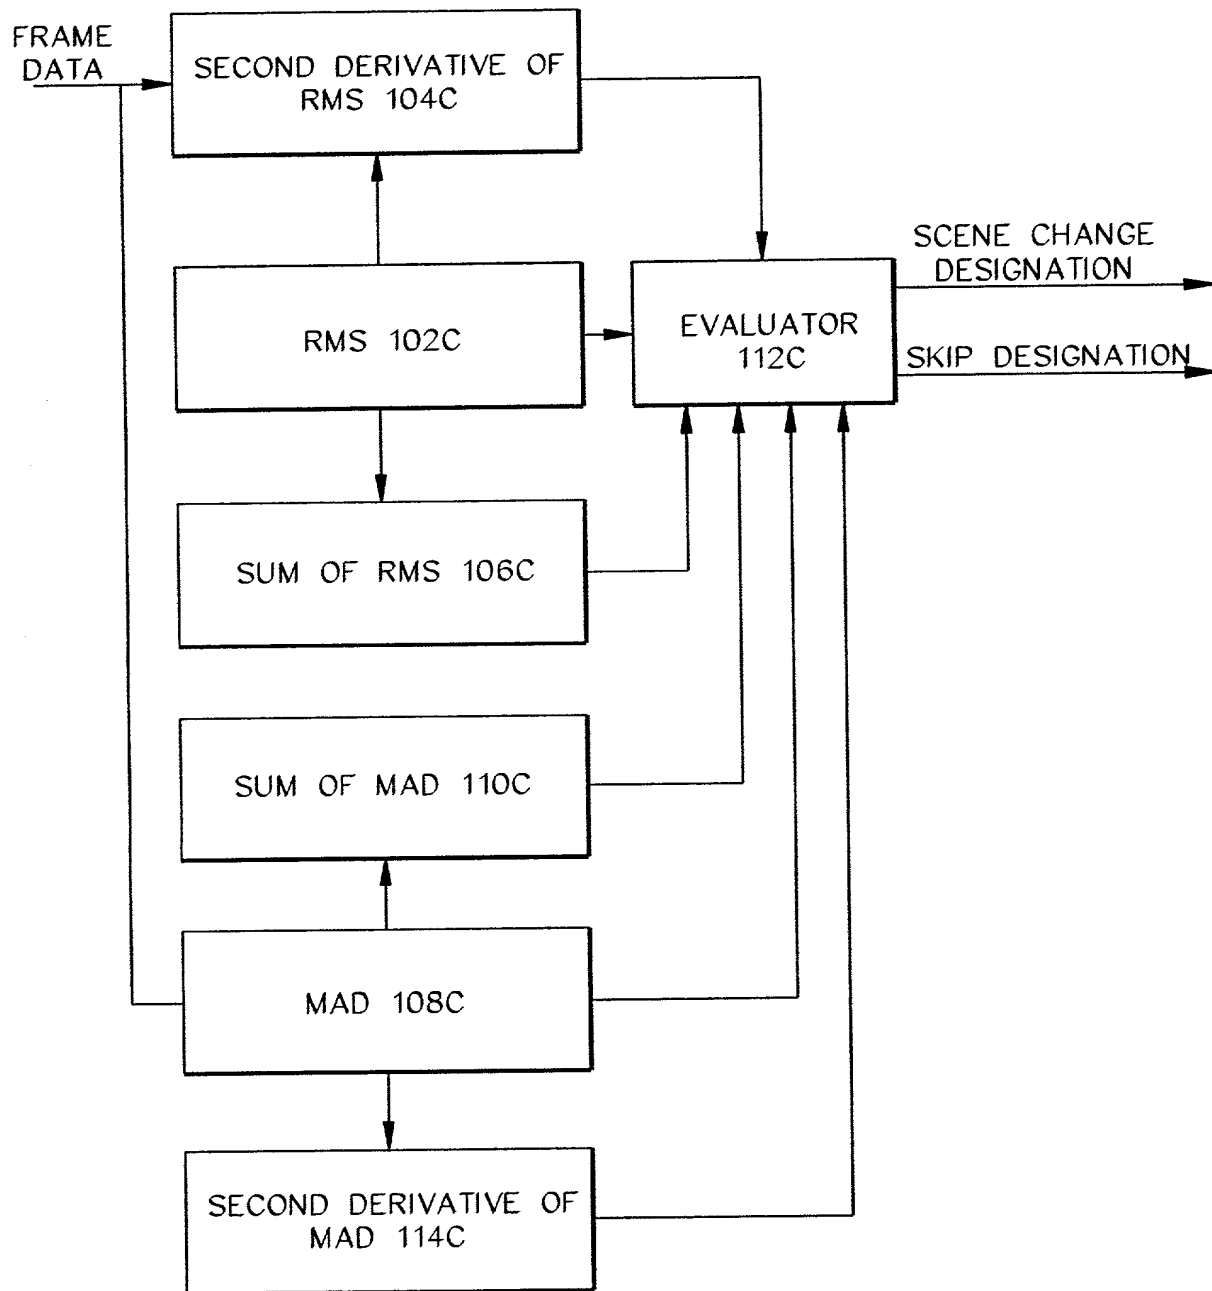 FRAME
DATA
SECOND DERIVATIVE OF
RMS 104C
SCENE CHANGE
DESIGNATION
RMS 102C
EVALUATOR
112C
SKIP DESIGNATION
SUM OF RMS 106C
SUM OF MAD 110C
MAD 108C
SECOND DERIVATIVE OF
MAD 114C